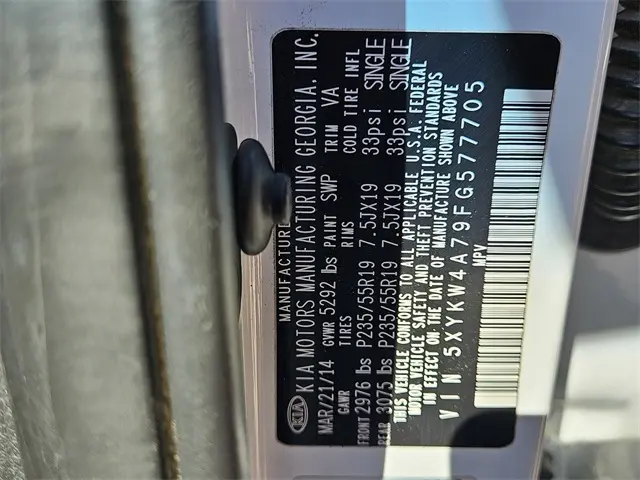 MANUFACTURE
KIA KIA MOTORS MANUFACTURING GEORGIA, INC.
MAR/21/14 GVWR 5292 lbs PAINT SWP TRIM VA
GAWR TIRES RIMS COLD TIRE INFL
FRONT 2976 lbs P235/55R19 7.5JX19 33psi SINGLE
REAR 3075 lbs P235/55R19 7.5JX19 33psi SINGLE
THIS VEHICLE CONFORMS TO ALL APPLICABLE U.S.A. FEDERAL
MOTOR VEHICLE SAFETY AND THEFT PREVENTION STANDARDS
IN EFFECT ON THE DATE OF MANUFACTURE SHOWN ABOVE
VIN 5XYKW4A79FG577705
MPV